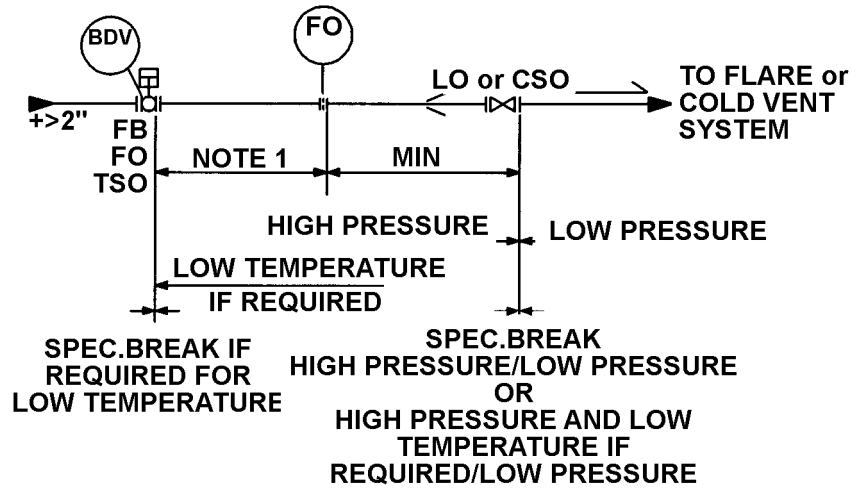 BDV
FO
LO or CSO
TO FLARE or
COLD VENT
SYSTEM
+>2"
FB
FO
TSO
NOTE 1
MIN
HIGH PRESSURE
LOW PRESSURE
LOW TEMPERATURE
IF REQUIRED
SPEC.BREAK IF
REQUIRED FOR
LOW TEMPERATURE
SPEC.BREAK
HIGH PRESSURE/LOW PRESSURE
OR
HIGH PRESSURE AND LOW
TEMPERATURE IF
REQUIRED/LOW PRESSURE